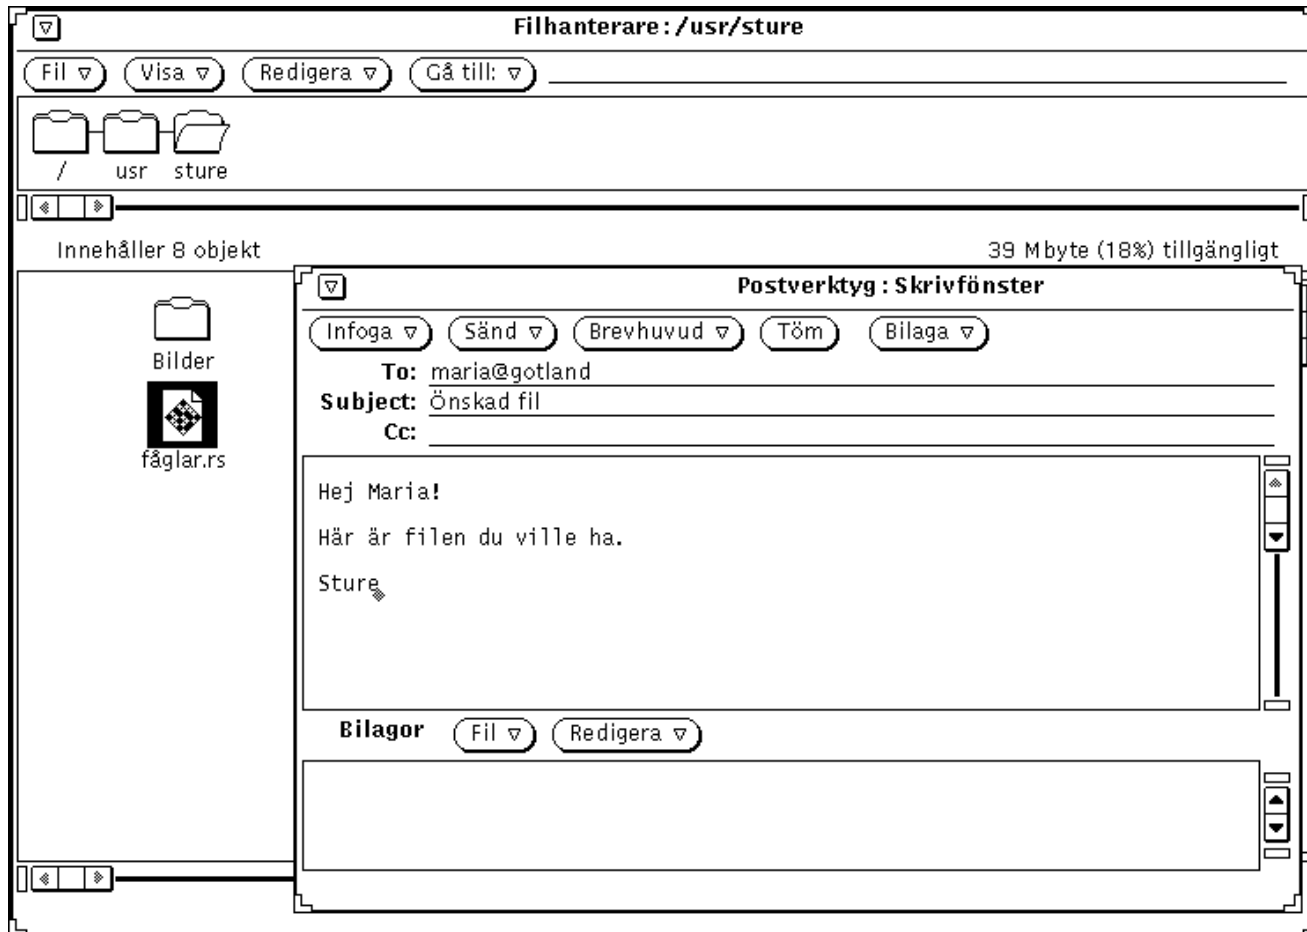 Filhanterare:/usr/sture
Fil Visa Redigera Gå till:
/ usr sture
Innehåller 8 objekt 39 Mbyte (18%) tillgängligt
Bilder
fåglar.rs
Postverktyg: Skrivfönster
Infoga Sänd Brevhuvud Töm Bilaga
To: maria@gotland
Subject: Önskad fil
Cc:
Hej Maria!
Här är filen du ville ha.
Sture
Bilagor Fil Redigera